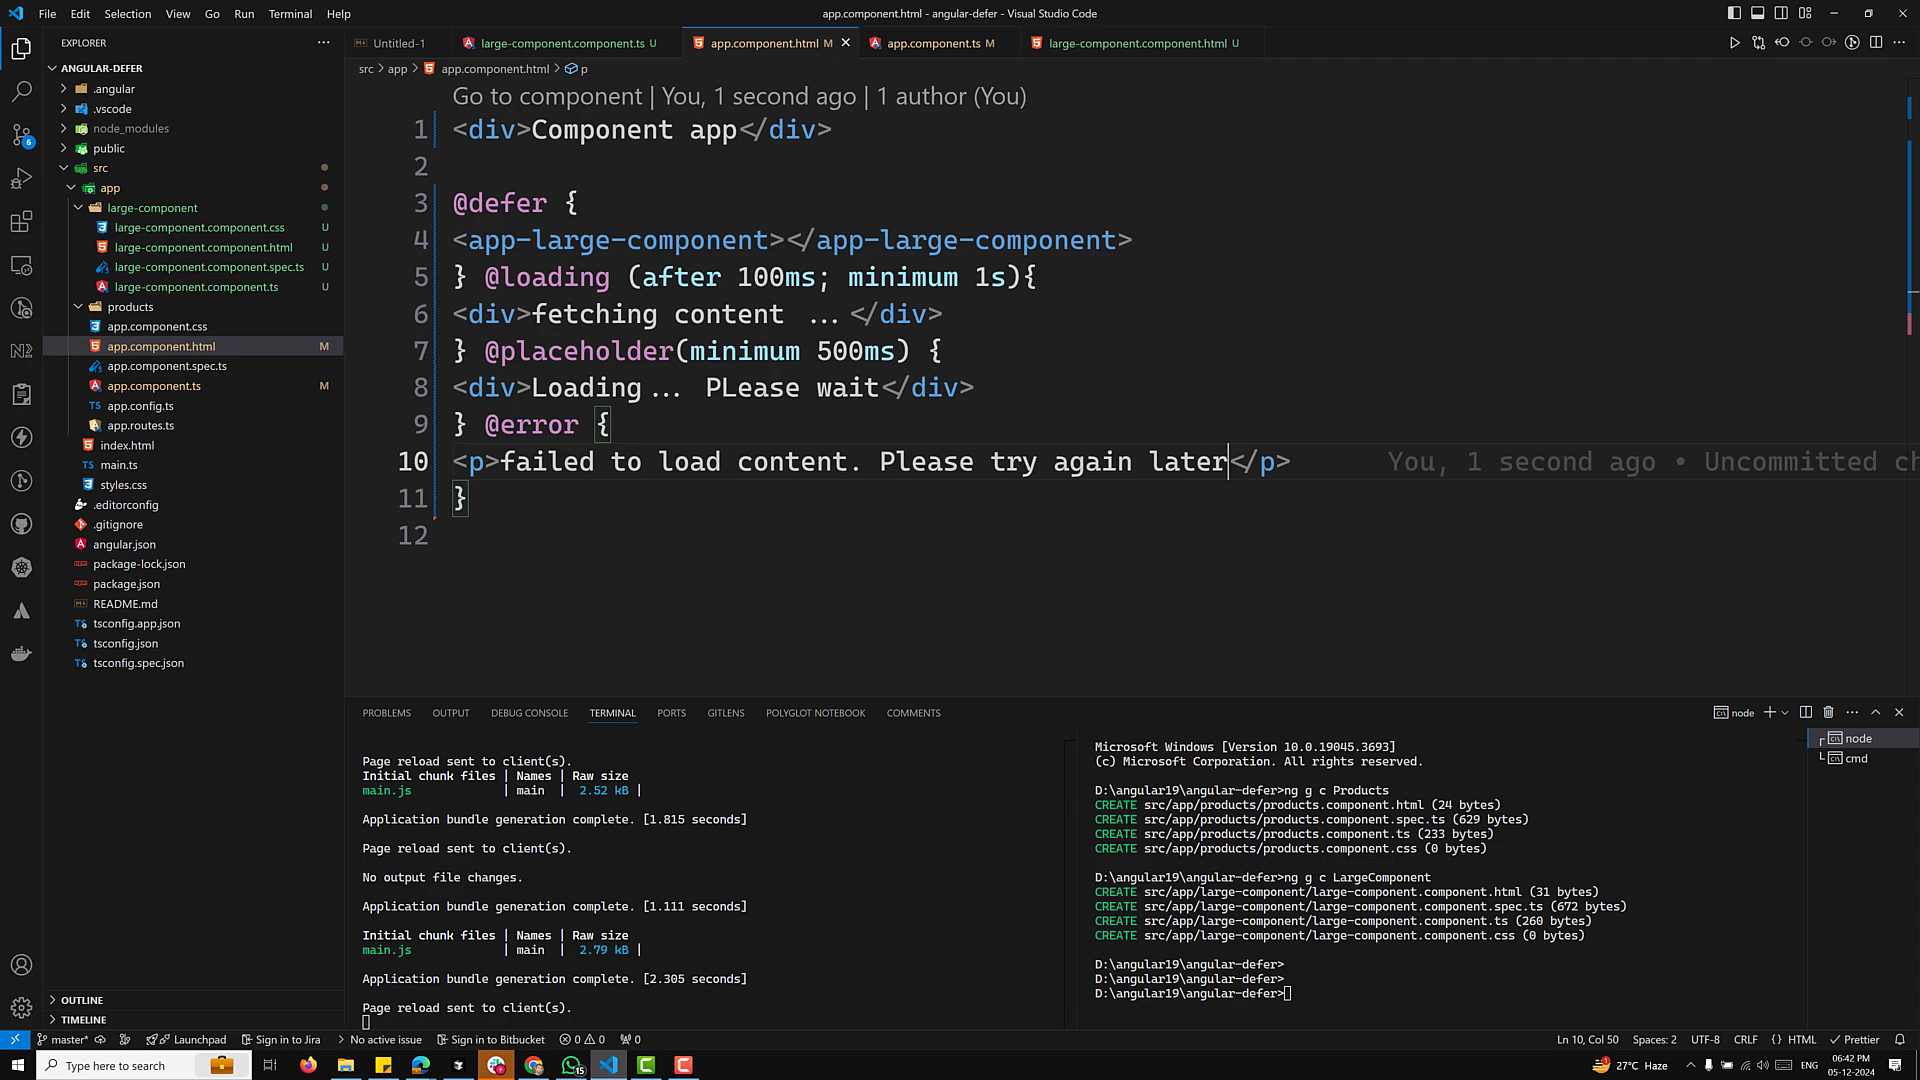 File Edit Selection View Go Run Terminal Help
app.component.html - angular-defer - Visual Studio Code
EXPLORER
Untitled-1
large-component.component.ts U
app.component.html M
app.component.ts M
large-component.component.html U
ANGULAR-DEFER
.angular
.vscode
node_modules
public
src
app
large-component
large-component.component.css U
large-component.component.html U
large-component.component.spec.ts U
large-component.component.ts U
products
app.component.css
app.component.html M
app.component.spec.ts
app.component.ts M
app.config.ts
app.routes.ts
index.html
main.ts
styles.css
.editorconfig
.gitignore
angular.json
package-lock.json
package.json
README.md
tsconfig.app.json
tsconfig.json
tsconfig.spec.json
OUTLINE
TIMELINE
src > app > app.component.html > p
Go to component | You, 1 second ago | 1 author (You)
1 <div>Component app</div>
2
3 @defer {
4 <app-large-component></app-large-component>
5 } @loading (after 100ms; minimum 1s){
6 <div>fetching content ...</div>
7 } @placeholder(minimum 500ms) {
8 <div>Loading... PLease wait</div>
9 } @error {
10 <p>failed to load content. Please try again later</p> You, 1 second ago • Uncommitted ch
11 }
12
PROBLEMS OUTPUT DEBUG CONSOLE TERMINAL PORTS GITLENS POLYGLOT NOTEBOOK COMMENTS
node
Page reload sent to client(s).
Initial chunk files | Names | Raw size
main.js | main | 2.52 kB |
Application bundle generation complete. [1.815 seconds]
Page reload sent to client(s).
No output file changes.
Application bundle generation complete. [1.111 seconds]
Initial chunk files | Names | Raw size
main.js | main | 2.79 kB |
Application bundle generation complete. [2.305 seconds]
Page reload sent to client(s).
Microsoft Windows [Version 10.0.19045.3693]
(c) Microsoft Corporation. All rights reserved.
D:\angular19\angular-defer>ng g c Products
CREATE src/app/products/products.component.html (24 bytes)
CREATE src/app/products/products.component.spec.ts (629 bytes)
CREATE src/app/products/products.component.ts (233 bytes)
CREATE src/app/products/products.component.css (0 bytes)
D:\angular19\angular-defer>ng g c LargeComponent
CREATE src/app/large-component/large-component.component.html (31 bytes)
CREATE src/app/large-component/large-component.component.spec.ts (672 bytes)
CREATE src/app/large-component/large-component.component.ts (260 bytes)
CREATE src/app/large-component/large-component.component.css (0 bytes)
D:\angular19\angular-defer>
D:\angular19\angular-defer>
D:\angular19\angular-defer>
node
cmd
master* Launchpad Sign in to Jira No active issue Sign in to Bitbucket 0 0 0
Ln 10, Col 50 Spaces: 2 UTF-8 CRLF {} HTML Prettier
Type here to search
15
27°C Haze
ENG
06:42 PM
05-12-2024